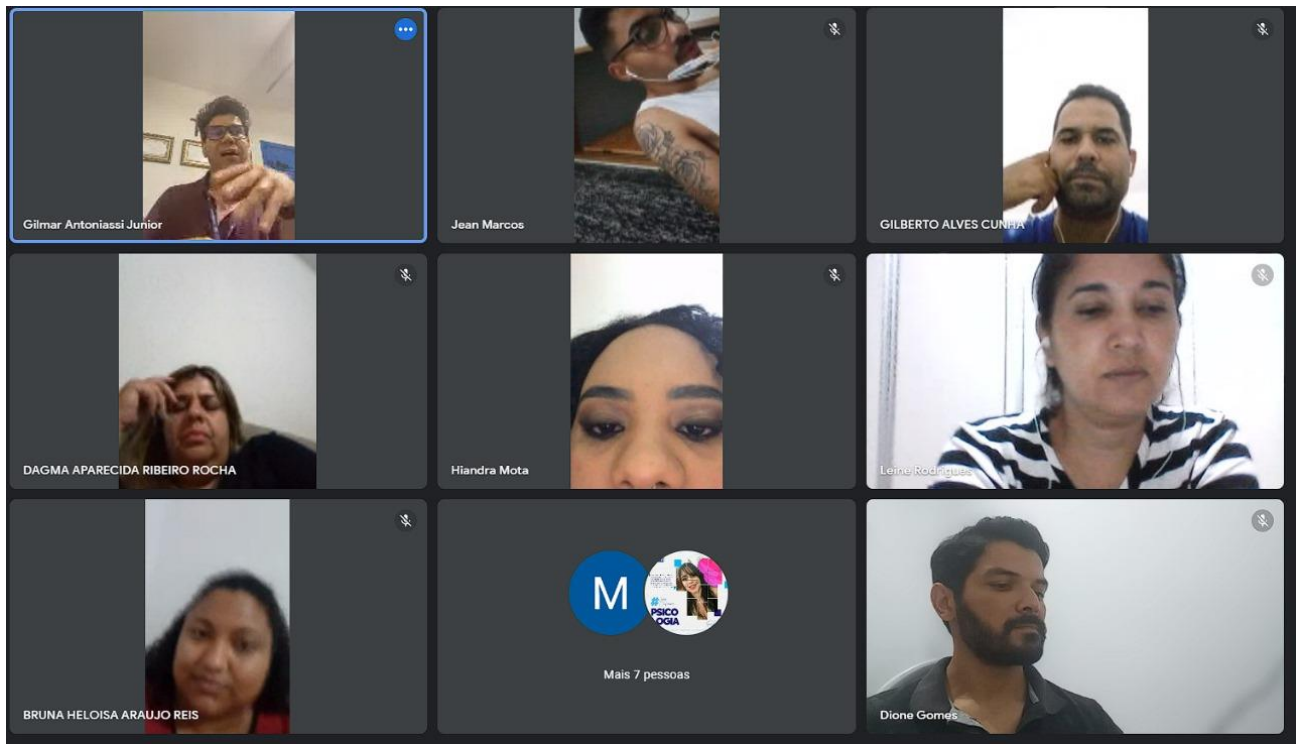 Gilmar Antoniassi Junior
Jean Marcos
GILBERTO ALVES CUNHA
DAGMA APARECIDA RIBEIRO ROCHA
Hiandra Mota
Leine Rodrigues
BRUNA HELOISA ARAUJO REIS
M
#
PSICO
OGIA
Mais 7 pessoas
Dione Gomes